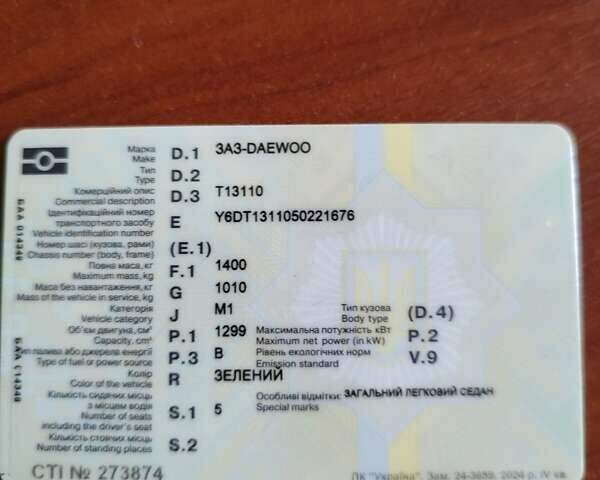 Марка D.1 ЗАЗ-DAEWOO
Make
Тип D.2
Type
Комерційний опис D.3 T13110
Commercial description
Ідентифікаційний номер
транспортного засобу E Y6DT1311050221676
Vehicle identification number
Номер шасі (кузова, рами) (E.1)
Chassis number (body, frame)
Повна маса, кг F.1 1400
Maximum mass, kg
Маса без навантаження, кг G 1010
Mass of the vehicle in service, kg
Категорія J M1 Тип кузова (D.4)
Vehicle category Body type
Об'єм двигуна, см³ P.1 1299 Максимальна потужність кВт P.2
Capacity, cm³ Maximum net power (in kW)
Тип палива або джерела енергії P.3 B Рівень екологічних норм V.9
Type of fuel or power source Emission standard
Колір R ЗЕЛЕНИЙ
Color of the vehicle
Особливі відмітки: ЗАГАЛЬНИЙ ЛЕГКОВИЙ СЕДАН
Special marks
Кількість сидячих місць
з місцем водія S.1 5
Number of seats
including the driver's seat
Кількість стоячих місць S.2
Number of standing places
СТІ № 273874
ПК "Україна". Зам. 24-3659. 2024 р. IV кв.
БАА 014349
БАА 014349